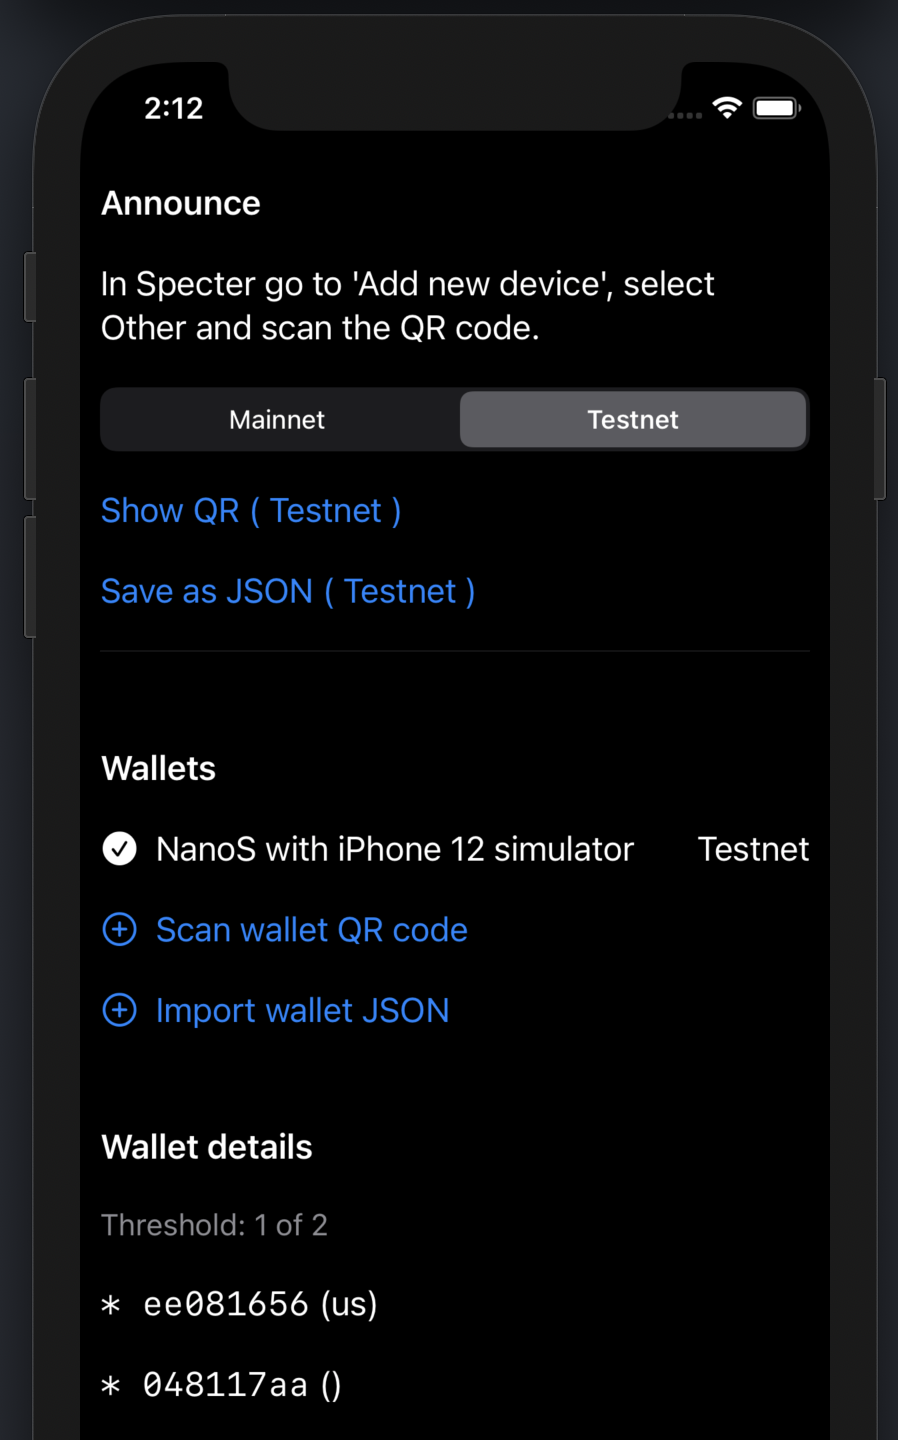 2:12
Announce
In Specter go to 'Add new device', select
Other and scan the QR code.
Mainnet
Testnet
Show QR ( Testnet )
Save as JSON ( Testnet )
Wallets
NanoS with iPhone 12 simulator Testnet
Scan wallet QR code
Import wallet JSON
Wallet details
Threshold: 1 of 2
* ee081656 (us)
* 048117aa ()